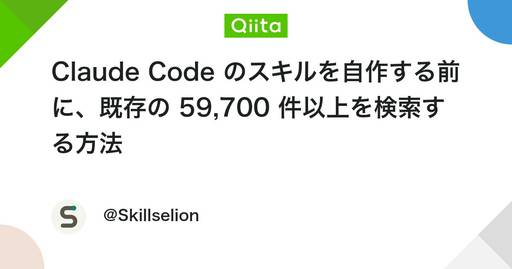 Qiita
Claude Code のスキルを自作する前
に、既存の 59,700 件以上を検索す
る方法
S
@Skillselion